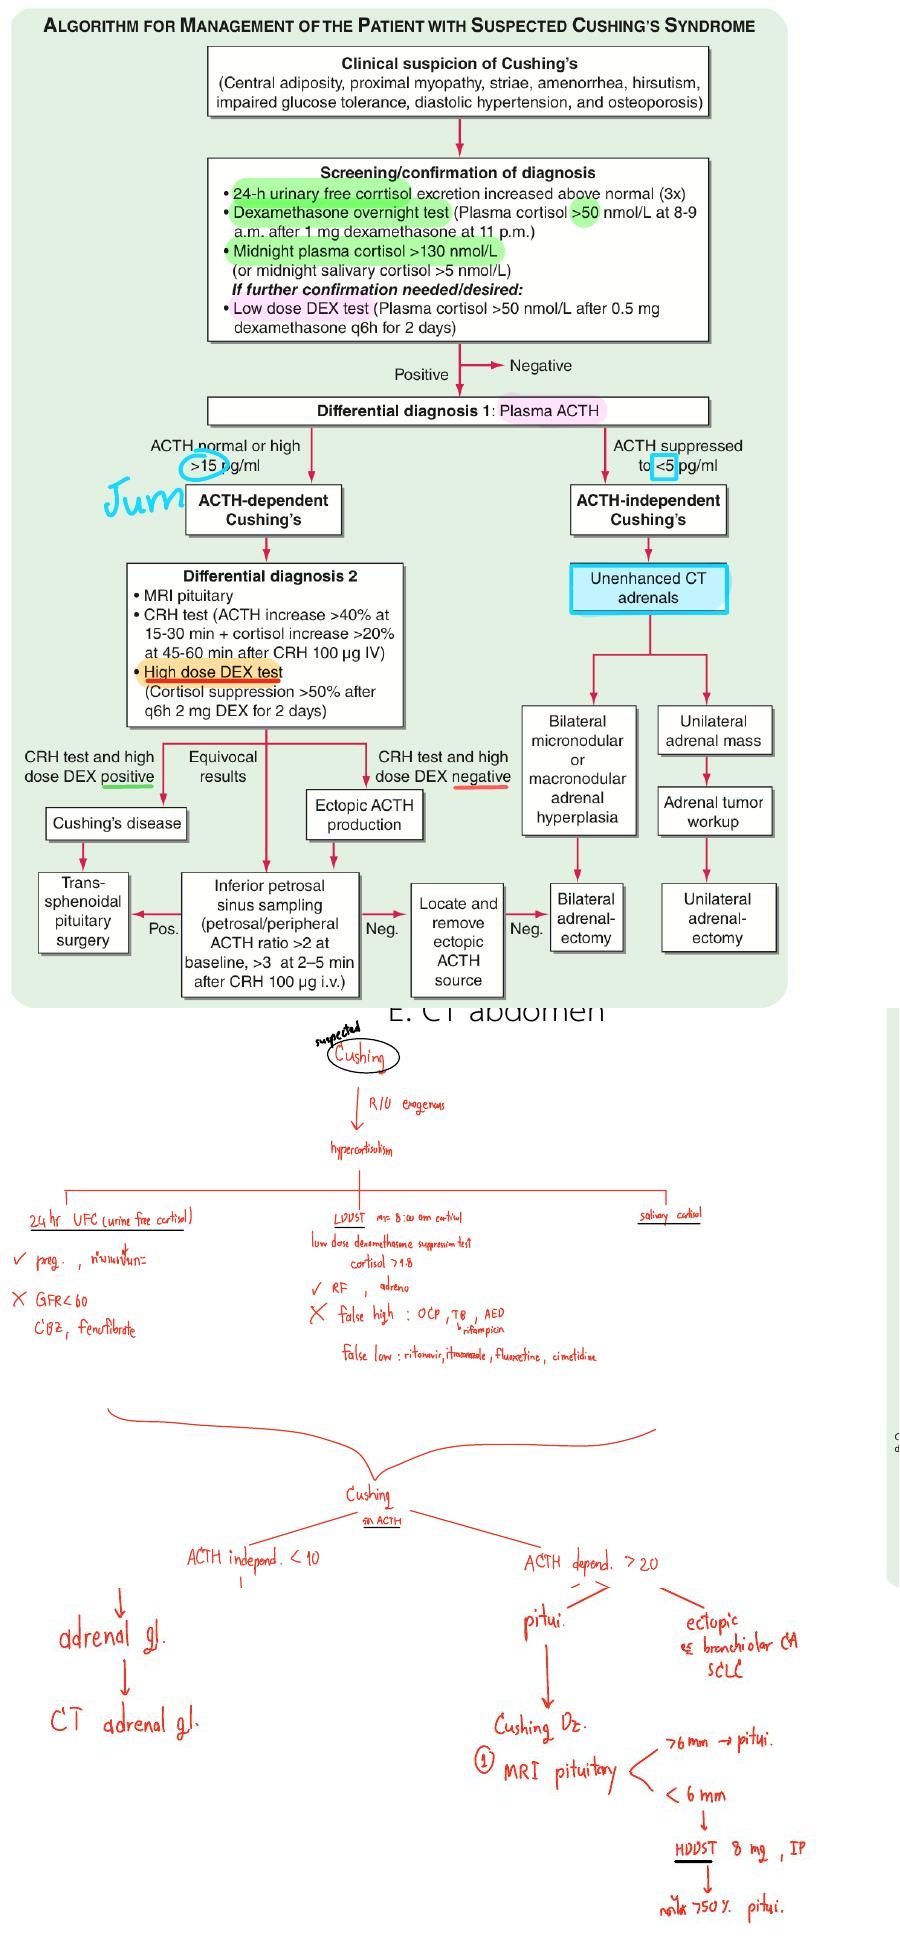 ALGORITHM FOR MANAGEMENT OF THE PATIENT WITH SUSPECTED CUSHING'S SYNDROME
Clinical suspicion of Cushing's
(Central adiposity, proximal myopathy, striae, amenorrhea, hirsutism,
impaired glucose tolerance, diastolic hypertension, and osteoporosis)
Screening/confirmation of diagnosis
• 24-h urinary free corrtisol excretion increased above normal (3x)
• Dexamethasone overnight test (Plasma cortisol >50 nmol/L at 8-9
a.m. after 1 mg dexamethasone at 11 p.m.)
• Midnight plasma cortisol >130 nmol/L
(or midnight salivary cortisol >5 nmol/L)
If further confirmation needed/desired:
• Low dose DEX test (Plasma cortisol >50 nmol/L after 0.5 mg
dexamethasone q6h for 2 days)
Positive
Negative
Differential diagnosis 1: Plasma ACTH
ACTH normal or high
>15 pg/ml
ACTH suppressed
to <5 pg/ml
Jum
ACTH-dependent
Cushing's
ACTH-independent
Cushing's
Differential diagnosis 2
• MRI pituitary
• CRH test (ACTH increase >40% at
15-30 min + cortisol increase >20%
at 45-60 min after CRH 100 μg IV)
• High dose DEX test
(Cortisol suppression >50% after
q6h 2 mg DEX for 2 days)
Unenhanced CT
adrenals
CRH test and high
dose DEX positive
Equivocal
results
CRH test and high
dose DEX negative
Bilateral
micronodular
or
macronodular
adrenal
hyperplasia
Unilateral
adrenal mass
Adrenal tumor
workup
Cushing's disease
Ectopic ACTH
production
Trans-
sphenoidal
pituitary
surgery
Pos.
Inferior petrosal
sinus sampling
(petrosal/peripheral
ACTH ratio >2 at
baseline, >3 at 2–5 min
after CRH 100 μg i.v.)
Neg.
Locate and
remove
ectopic
ACTH
source
Neg.
Bilateral
adrenal-
ectomy
Unilateral
adrenal-
ectomy
E. CT abdomen
suspected
Cushing
R/O exogenous
hypercortisolism
24 hr UFC (urine free cortisol)
✓ preg.,
X GFR < 60
CBZ, fenofibrate
LDDST 8:00 am cortisol
low dose dexamethasone suppression test
cortisol > 1.8
✓ RF, adreno
X false high : OCP, TB, AED
rifampicin
false low : ritonavir, itraconazole, fluoxetine, cimetidine
salivary cortisol
Cushing
ACTH
ACTH independ. < 10
ACTH depend. > 20
adrenal gl.
CT adrenal gl.
pitui.
ectopic
branchiolar CA
SCLC
Cushing Dz.
① MRI pituitary
>6 mm → pitui.
< 6 mm
HDDST 8 mg, IP
>50% pitui.